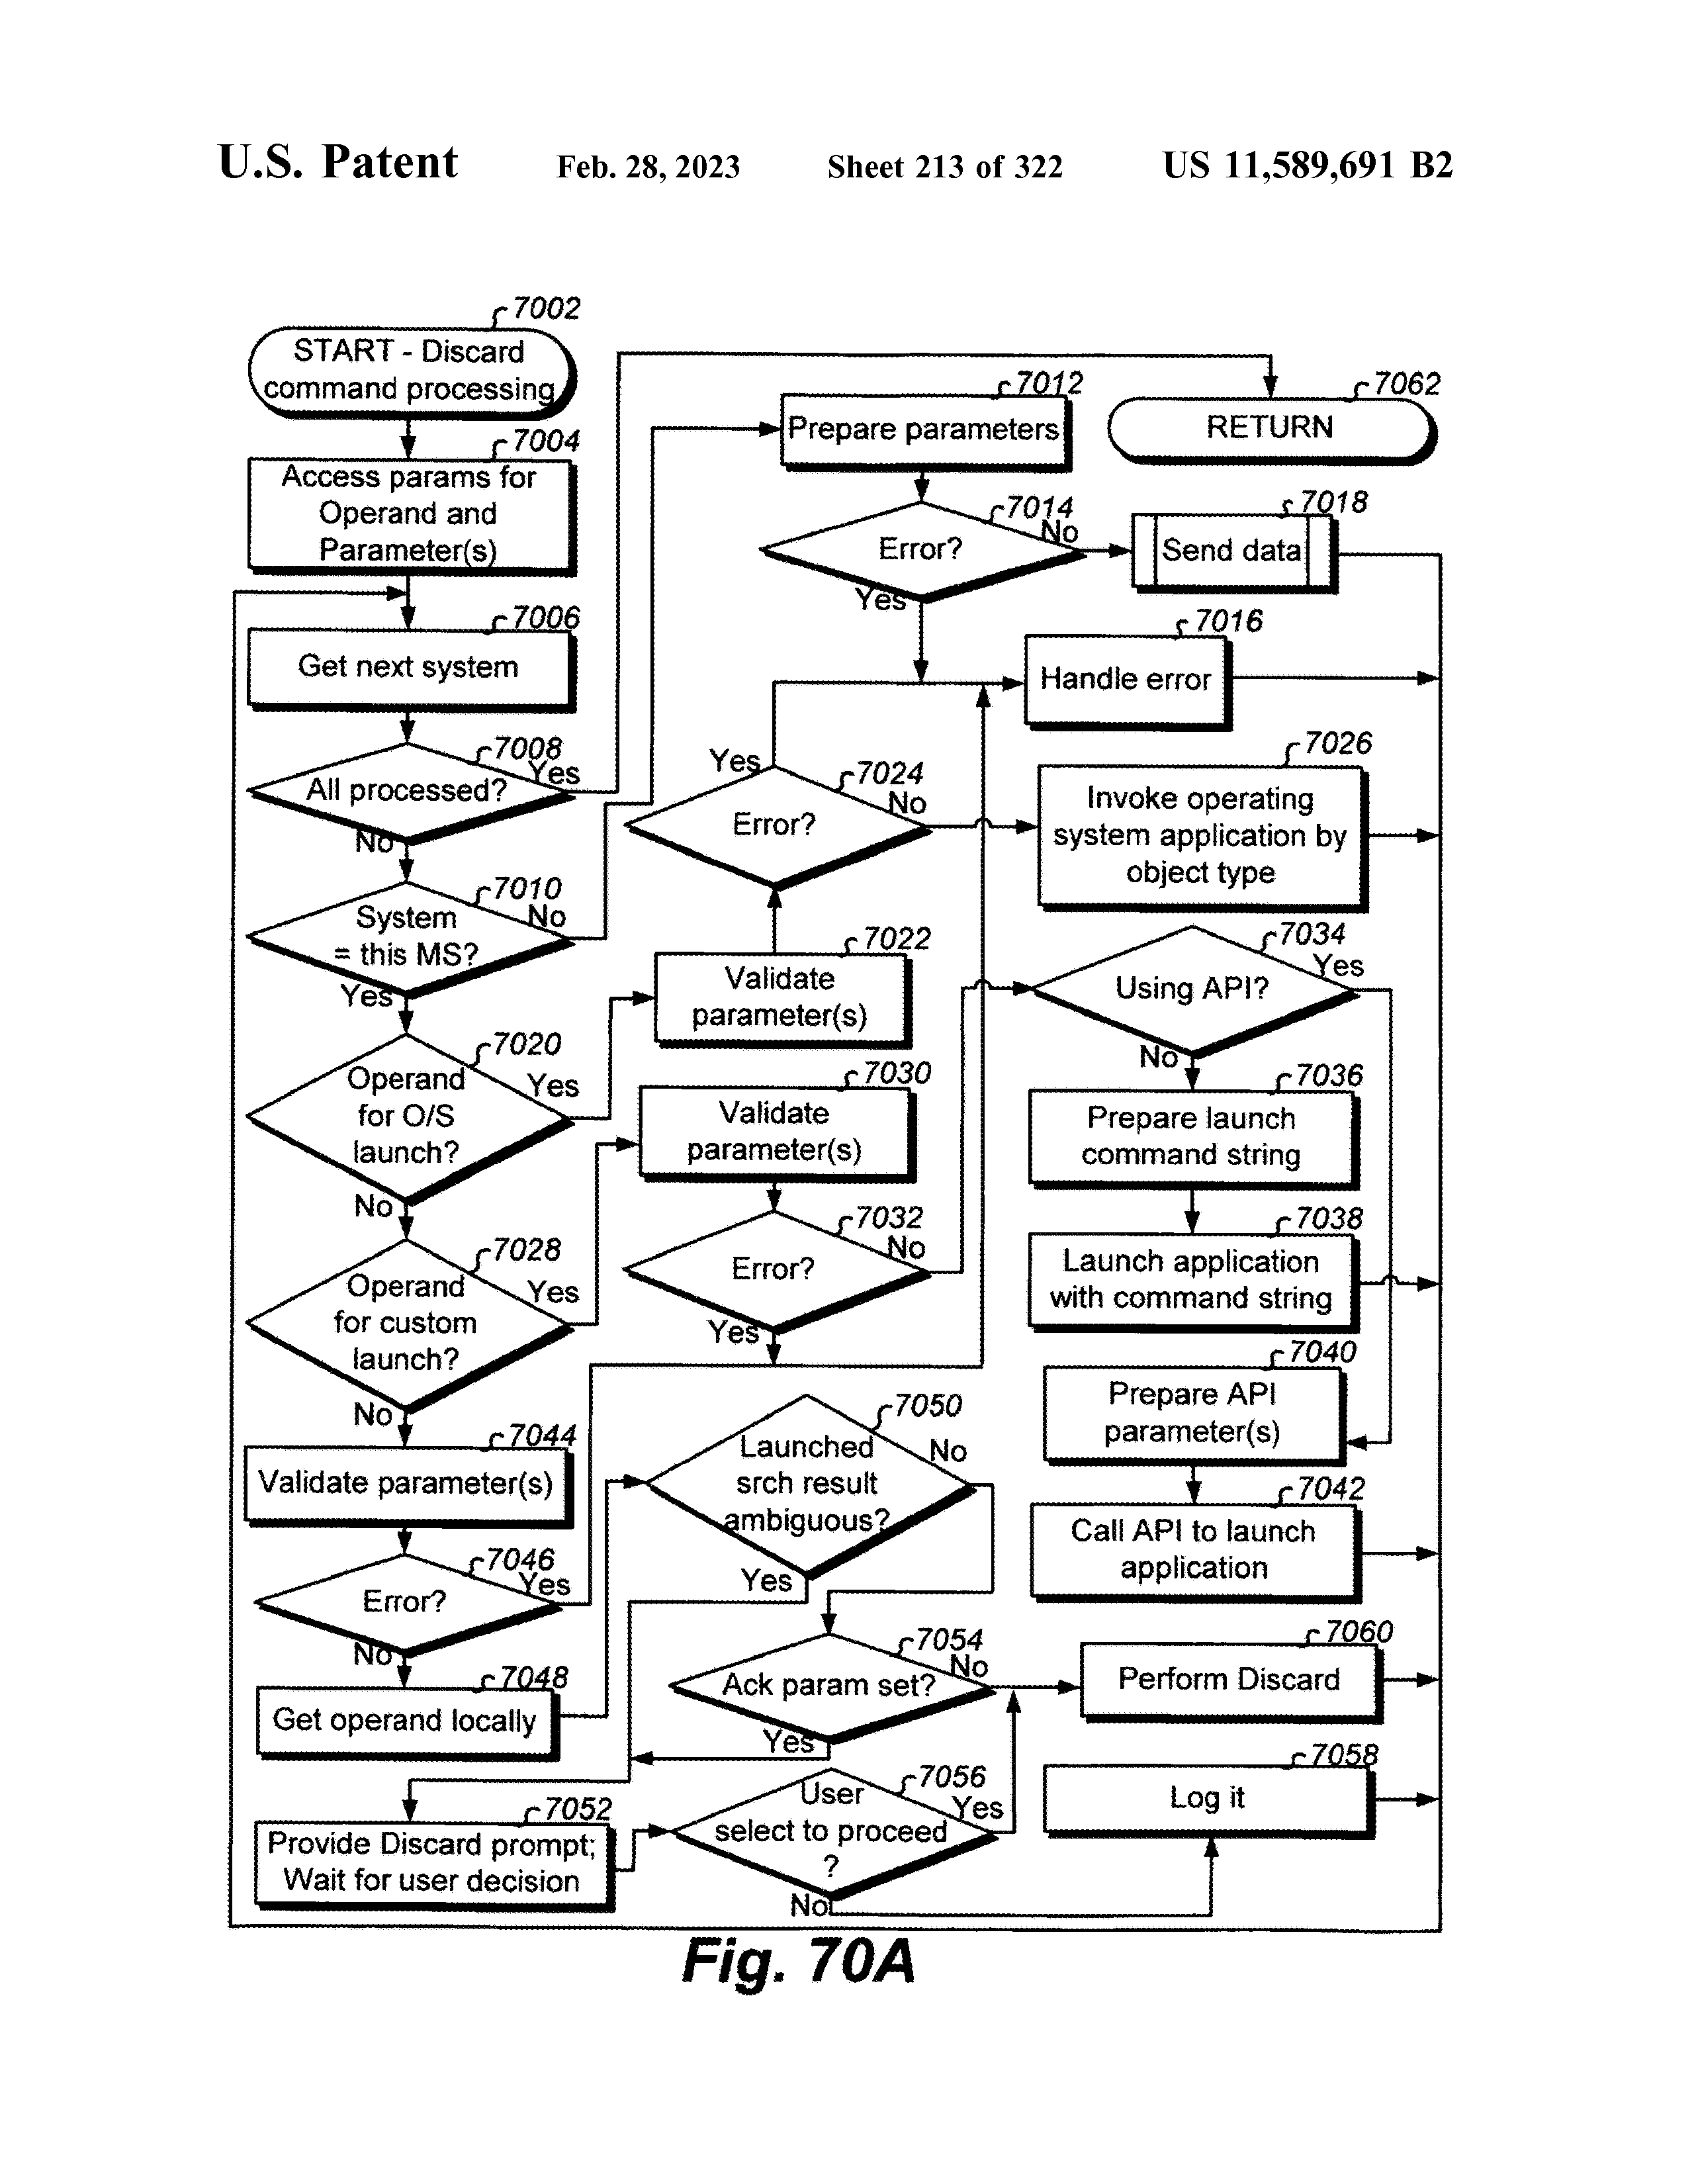 U.S. Patent Feb. 28, 2023 Sheet 213 of 322 US 11,589,691 B2
7002
START - Discard
command processing
7004
Access params for
Operand and
Parameter(s)
7006
Get next system
7008
All processed?
Yes
No
7010
System
= this MS?
No
Yes
7020
Operand
for O/S
launch?
Yes
No
7028
Operand
for custom
launch?
Yes
No
7044
Validate parameter(s)
7046
Error?
Yes
No
7048
Get operand locally
7052
Provide Discard prompt;
Wait for user decision
7012
Prepare parameters
7014
Error?
No
Yes
7024
Error?
Yes
No
7022
Validate
parameter(s)
7030
Validate
parameter(s)
7032
Error?
No
Yes
7050
Launched
srch result
ambiguous?
No
Yes
7054
Ack param set?
No
Yes
7056
User
select to proceed
?
Yes
No
7062
RETURN
7018
Send data
7016
Handle error
7026
Invoke operating
system application by
object type
7034
Using API?
Yes
No
7036
Prepare launch
command string
7038
Launch application
with command string
7040
Prepare API
parameter(s)
7042
Call API to launch
application
7060
Perform Discard
7058
Log it
Fig. 70A